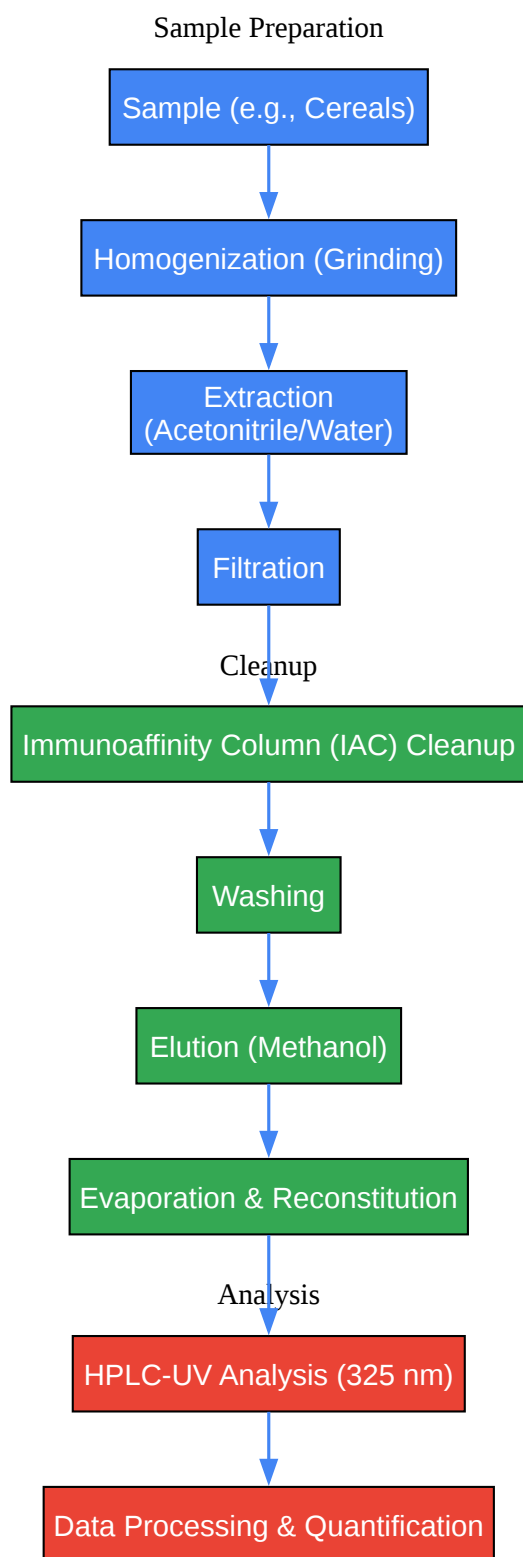 Sample Preparation
Sample (e.g., Cereals)
Homogenization (Grinding)
Extraction
(Acetonitrile/Water)
Filtration
Cleanup
Immunoaffinity Column (IAC) Cleanup
Washing
Elution (Methanol)
Evaporation & Reconstitution
Analysis
HPLC-UV Analysis (325 nm)
Data Processing & Quantification